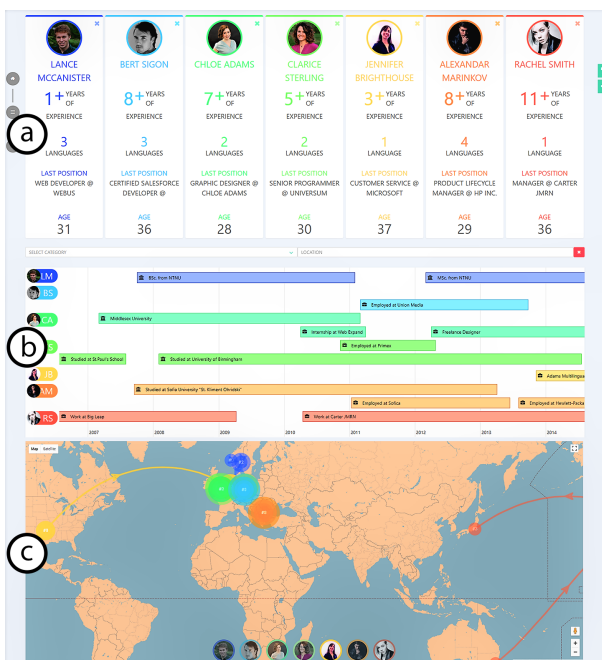 LANCE
MCCANISTER
1+ YEARS
OF
EXPERIENCE
3
LANGUAGES
LAST POSITION
WEB DEVELOPER @
WEBUS
AGE
31
BERT SIGON
8+ YEARS
OF
EXPERIENCE
3
LANGUAGES
LAST POSITION
CERTIFIED SALESFORCE
DEVELOPER @
AGE
36
CHLOE ADAMS
7+ YEARS
OF
EXPERIENCE
2
LANGUAGES
LAST POSITION
GRAPHIC DESIGNER @
CHLOE ADAMS
AGE
28
CLARICE
STERLING
5+ YEARS
OF
EXPERIENCE
2
LANGUAGES
LAST POSITION
SENIOR PROGRAMMER
@ UNIVERSUM
AGE
30
JENNIFER
BRIGHTHOUSE
3+ YEARS
OF
EXPERIENCE
1
LANGUAGE
LAST POSITION
CUSTOMER SERVICE @
MICROSOFT
AGE
37
ALEXANDAR
MARINKOV
8+ YEARS
OF
EXPERIENCE
4
LANGUAGES
LAST POSITION
PRODUCT LIFECYCLE
MANAGER @ HP INC.
AGE
29
RACHEL SMITH
11+ YEARS
OF
EXPERIENCE
1
LANGUAGE
LAST POSITION
MANAGER @ CARTER
JMRN
AGE
36
a
SELECT CATEGORY
LOCATION
LM
BSc. from NTNU
MSc. from NTNU
BS
Employed at Union Media
CA
Middlesex University
Internship at Web Expand
Freelance Designer
b
S
Employed at Primex
Studied at St.Paul's School
Studied at University of Birmingham
JB
Adams Multilingua
AM
Studied at Sofia University "St. Kliment Ohridski"
Employed at Sofica
Employed at Hewlett-Packa
RS
Work at Big Leap
Work at Carter JMRN
2007
2008
2009
2010
2011
2012
2013
2014
Map
Satellite
c